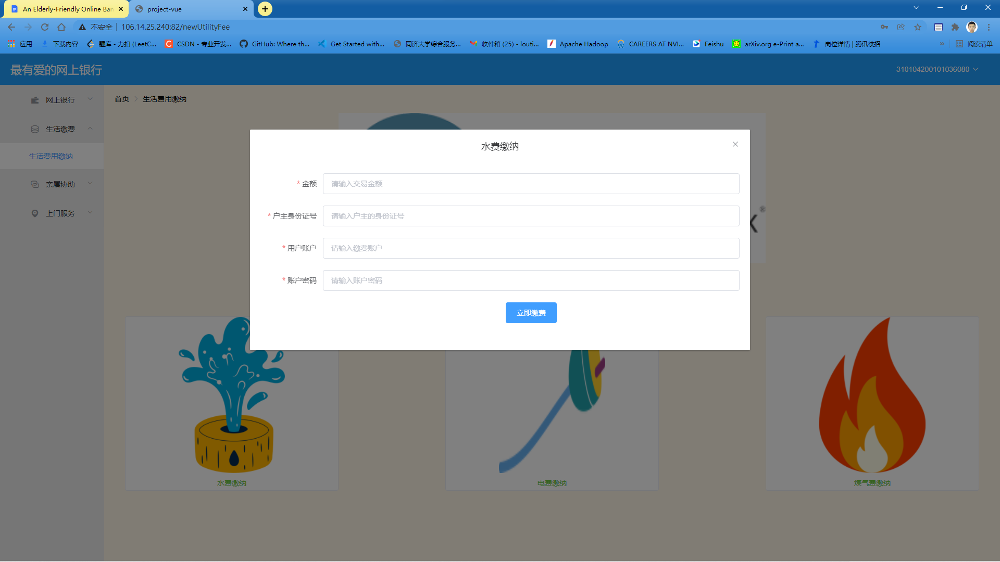 An Elderly-Friendly Online Ban
project-vue
不安全
106.14.25.240:82/newUtilityFee
应用
下载内容
题库 - 力扣 (LeetC...
CSDN - 专业开发...
GitHub: Where th...
Get Started with...
同济大学综合服务...
收件箱 (25) - louti...
Apache Hadoop
CAREERS AT NVI...
Feishu
arXiv.org e-Print a...
岗位详情 | 腾讯校招
»
阅读清单
最有爱的网上银行
310104200101036080
网上银行
生活缴费
生活费用缴纳
亲属协助
上门服务
首页
生活费用缴纳
水费缴纳
* 金额
请输入交易金额
* 户主身份证号
请输入户主的身份证号
* 用户账户
请输入缴费账户
* 账户密码
请输入账户密码
立即缴费
水费缴纳
电费缴纳
煤气费缴纳